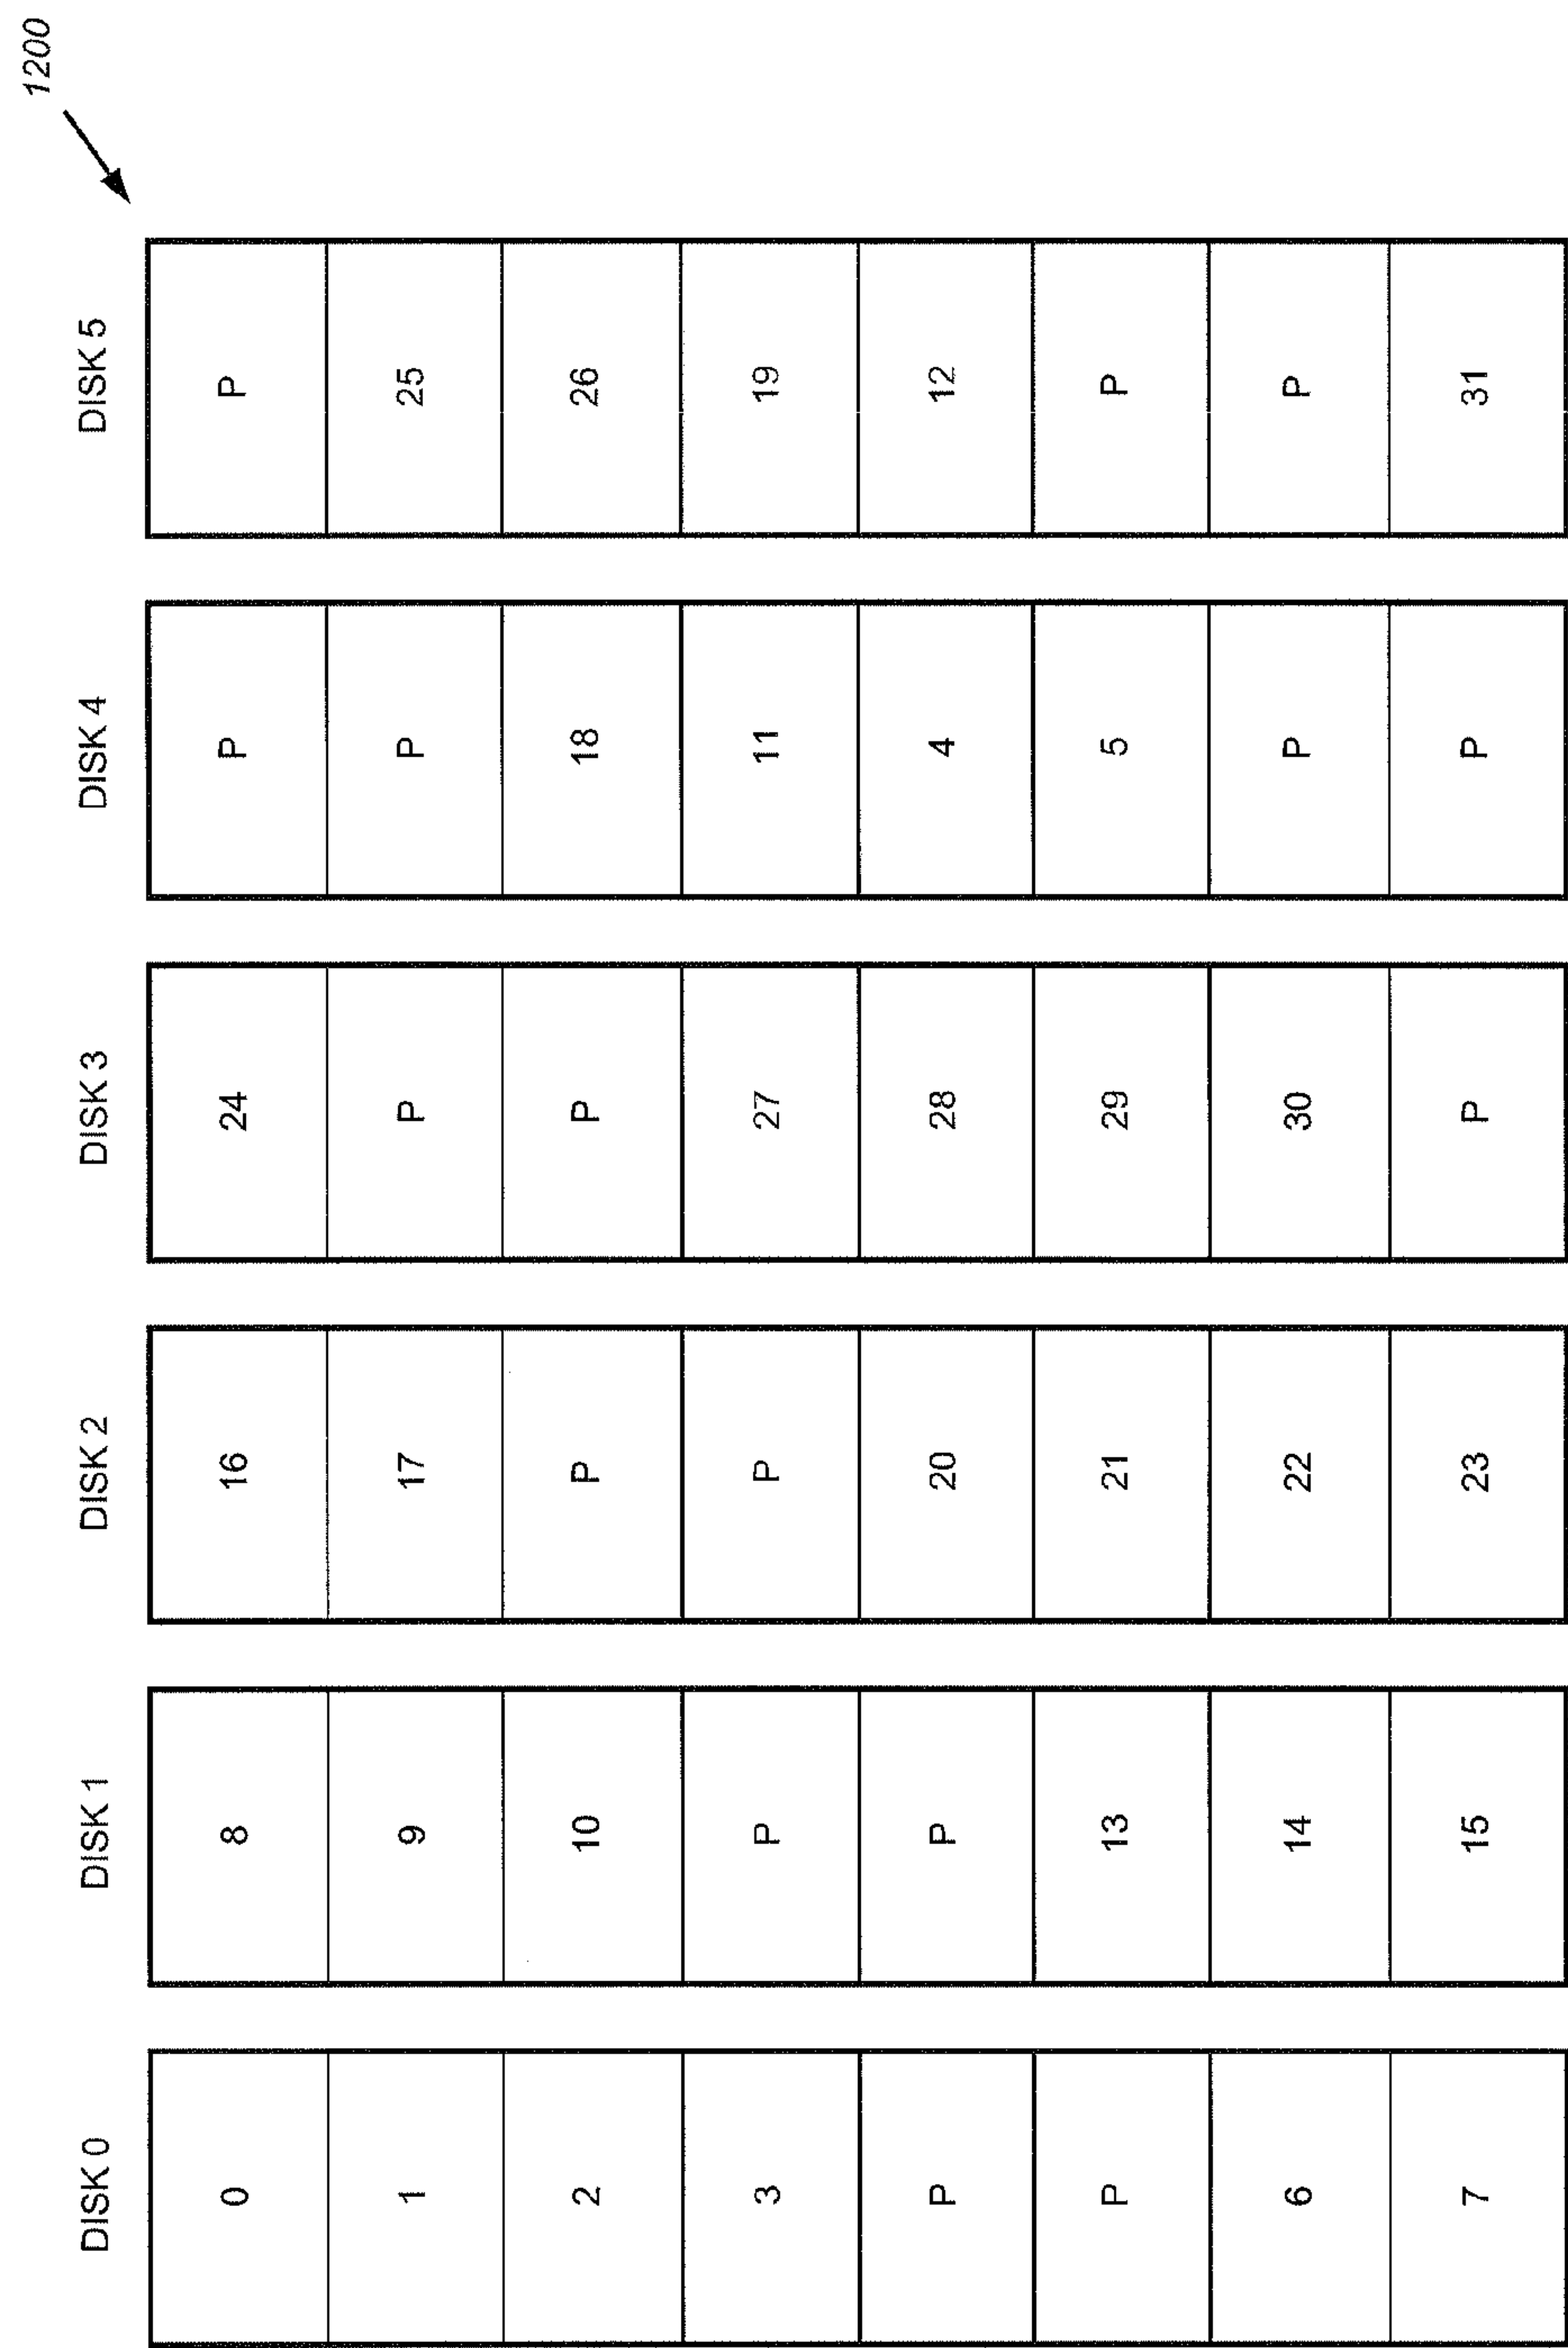 1200
DISK 0 DISK 1 DISK 2 DISK 3 DISK 4 DISK 5
0 8 16 24 P P
1 9 17 P P 25
2 10 P P 18 26
3 P P 27 11 19
P P 20 28 4 12
P 13 21 29 5 P
6 14 22 30 P P
7 15 23 P P 31